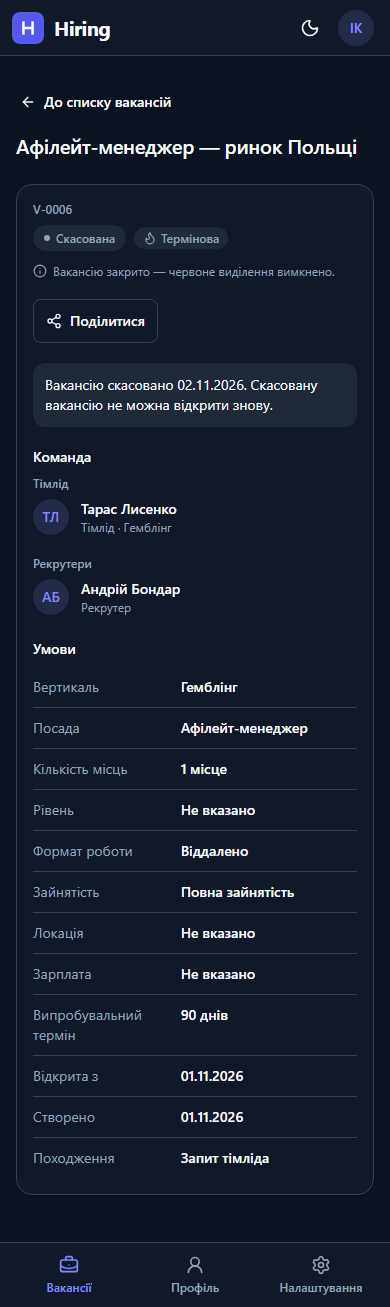 H Hiring ІК
До списку вакансій
Афілейт-менеджер — ринок Польщі
V-0006
Скасована Термінова
Вакансію закрито — червоне виділення вимкнено.
Поділитися
Вакансію скасовано 02.11.2026. Скасовану
вакансію не можна відкрити знову.
Команда
Тімлід
ТЛ Тарас Лисенко
Тімлід · Гемблінг
Рекрутери
АБ Андрій Бондар
Рекрутер
Умови
Вертикаль Гемблінг
Посада Афілейт-менеджер
Кількість місць 1 місце
Рівень Не вказано
Формат роботи Віддалено
Зайнятість Повна зайнятість
Локація Не вказано
Зарплата Не вказано
Випробувальний 90 днів
термін
Відкрита з 01.11.2026
Створено 01.11.2026
Походження Запит тімліда
Вакансії Профіль Налаштування